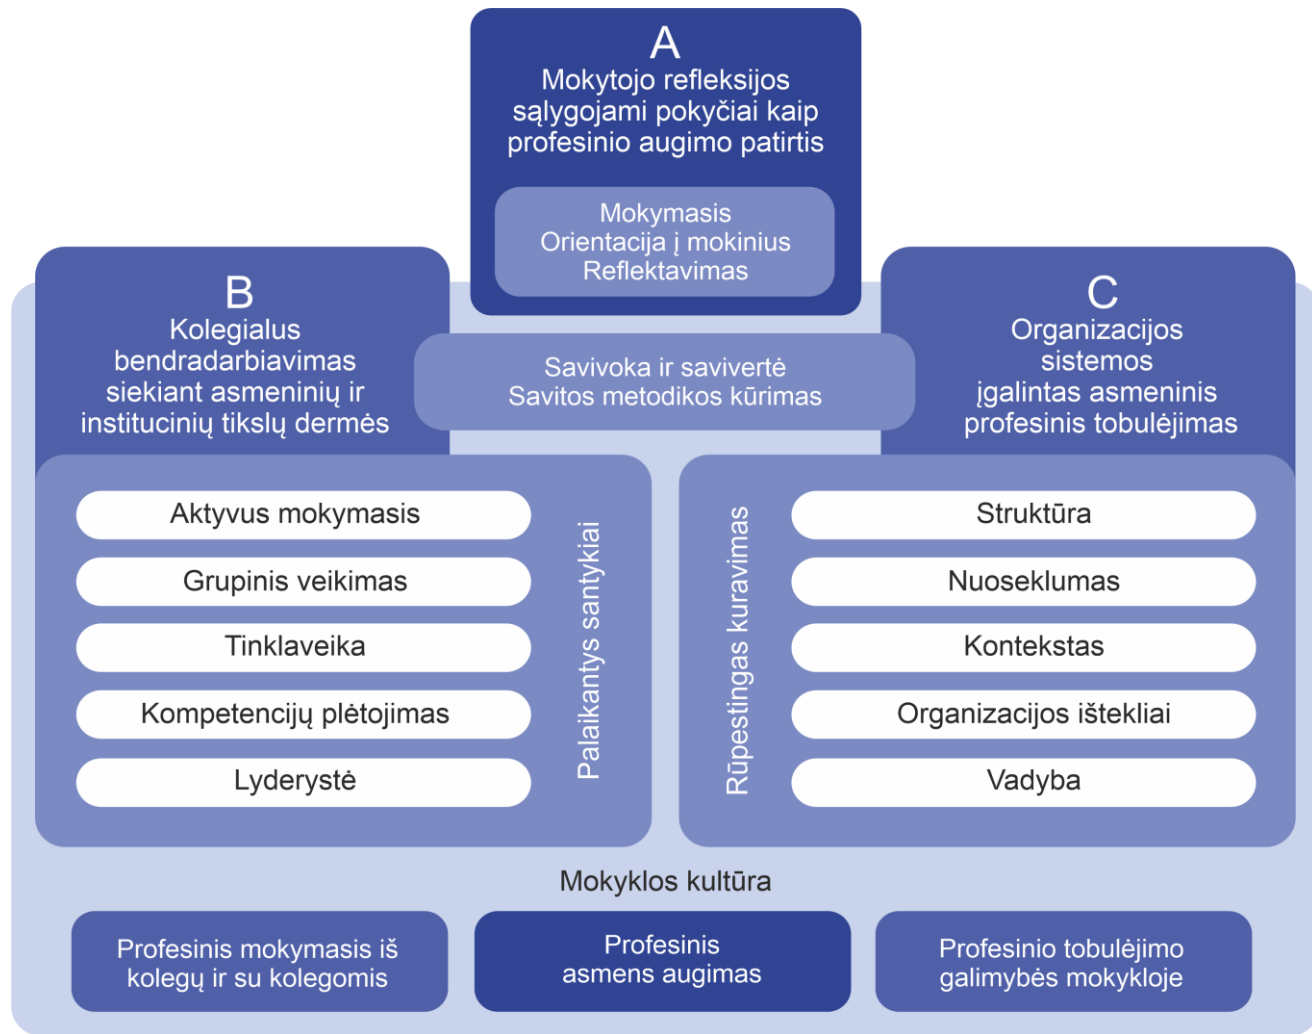 A
Mokytojo refleksijos
sąlygojami pokyčiai kaip
profesinio augimo patirtis
Mokymasis
Orientacija į mokinius
Reflektavimas
B
Kolegialus
bendradarbiavimas
siekiant asmeninių ir
institucinių tikslų dermės
Savivoka ir savivertė
Savitos metodikos kūrimas
C
Organizacijos
sistemos
įgalintas asmeninis
profesinis tobulėjimas
Aktyvus mokymasis
Grupinis veikimas
Tinklaveika
Kompetencijų plėtojimas
Lyderystė
Palaikantys santykiai
Rūpestingas kuravimas
Struktūra
Nuoseklumas
Kontekstas
Organizacijos ištekliai
Vadyba
Mokyklos kultūra
Profesinis mokymasis iš
kolegų ir su kolegomis
Profesinis
asmens augimas
Profesinio tobulėjimo
galimybės mokykloje